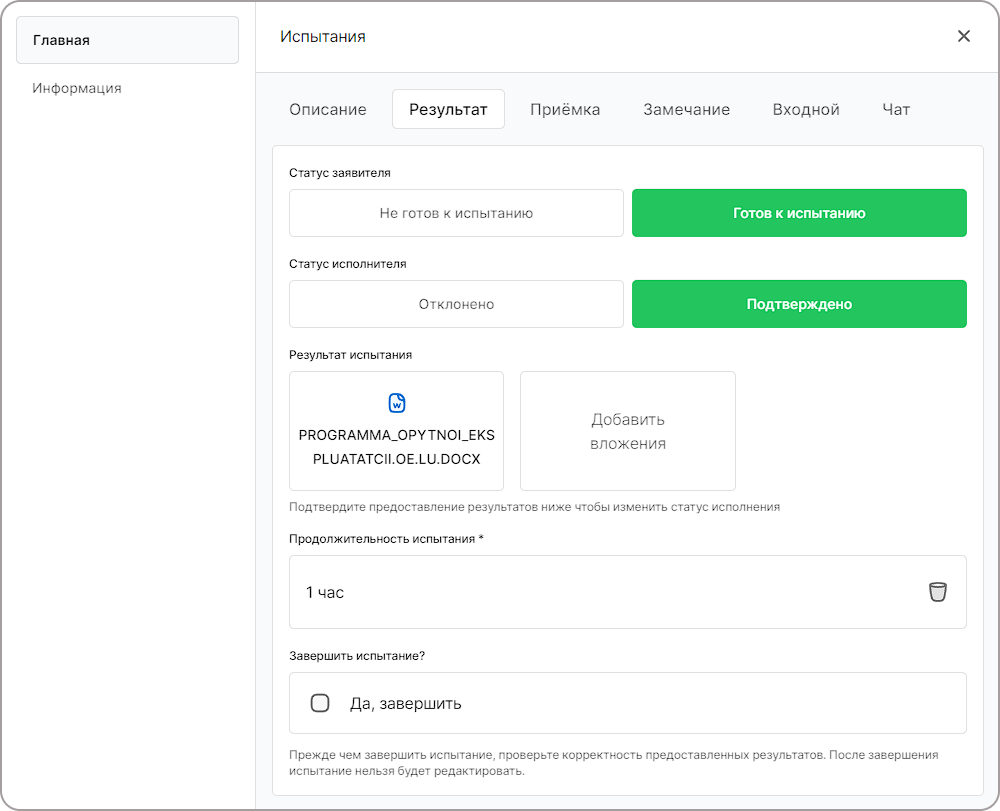 Главная
Информация
Испытания
Описание
Результат
Приёмка
Замечание
Входной
Чат
Статус заявителя
Не готов к испытанию
Готов к испытанию
Статус исполнителя
Отклонено
Подтверждено
Результат испытания
W
PROGRAMMA_OPYTNOI_EKS
PLUATATCII.OE.LU.DOCX
Добавить
вложения
Подтвердите предоставление результатов ниже чтобы изменить статус исполнения
Продолжительность испытания *
1 час
Завершить испытание?
Да, завершить
Прежде чем завершить испытание, проверьте корректность предоставленных результатов. После завершения
испытание нельзя будет редактировать.